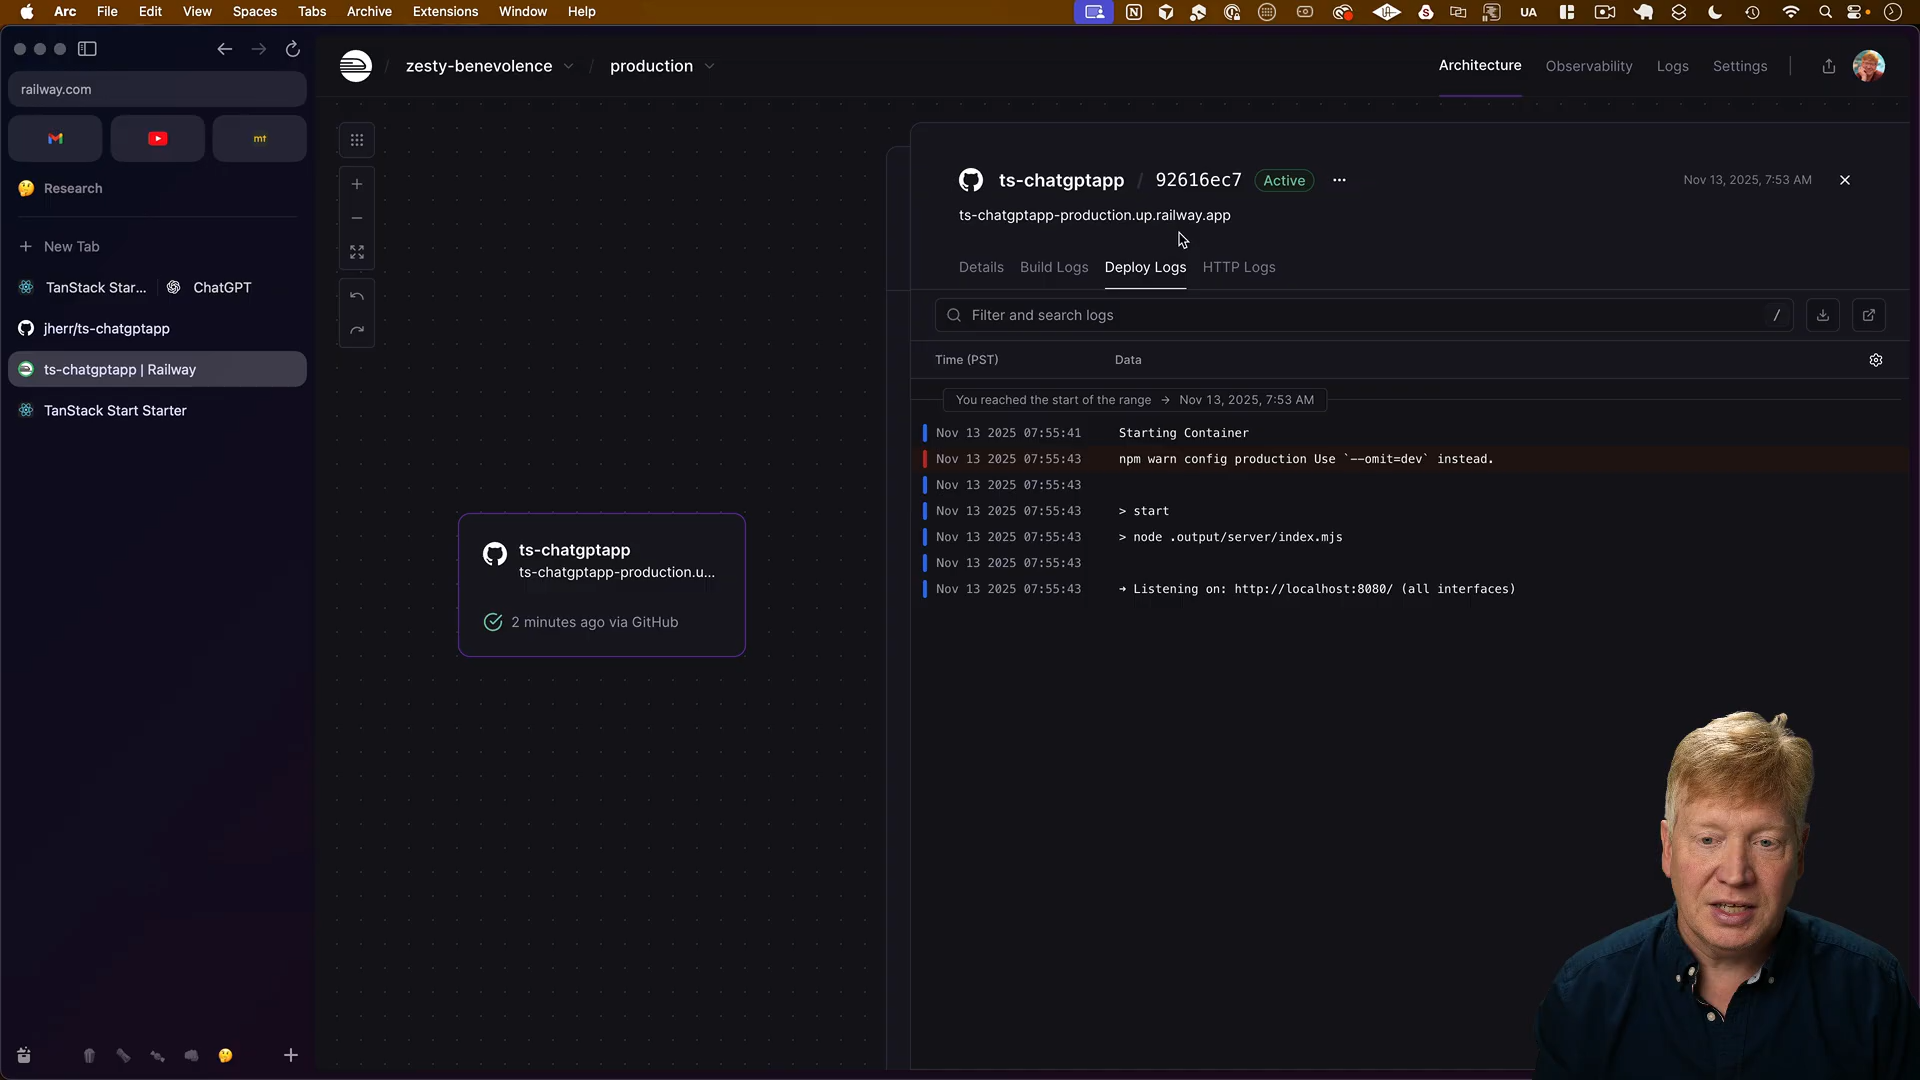 Arc File Edit View Spaces Tabs Archive Extensions Window Help
UA
railway.com
mt
Research
New Tab
TanStack Star... ChatGPT
jherr/ts-chatgptapp
ts-chatgptapp | Railway
TanStack Start Starter
/ zesty-benevolence / production
Architecture Observability Logs Settings
ts-chatgptapp
ts-chatgptapp-production.u...
2 minutes ago via GitHub
ts-chatgptapp / 92616ec7 Active ... Nov 13, 2025, 7:53 AM
ts-chatgptapp-production.up.railway.app
Details Build Logs Deploy Logs HTTP Logs
Filter and search logs /
Time (PST) Data
You reached the start of the range → Nov 13, 2025, 7:53 AM
Nov 13 2025 07:55:41 Starting Container
Nov 13 2025 07:55:43 npm warn config production Use `--omit=dev` instead.
Nov 13 2025 07:55:43
Nov 13 2025 07:55:43 > start
Nov 13 2025 07:55:43 > node .output/server/index.mjs
Nov 13 2025 07:55:43
Nov 13 2025 07:55:43 ➜ Listening on: http://localhost:8080/ (all interfaces)